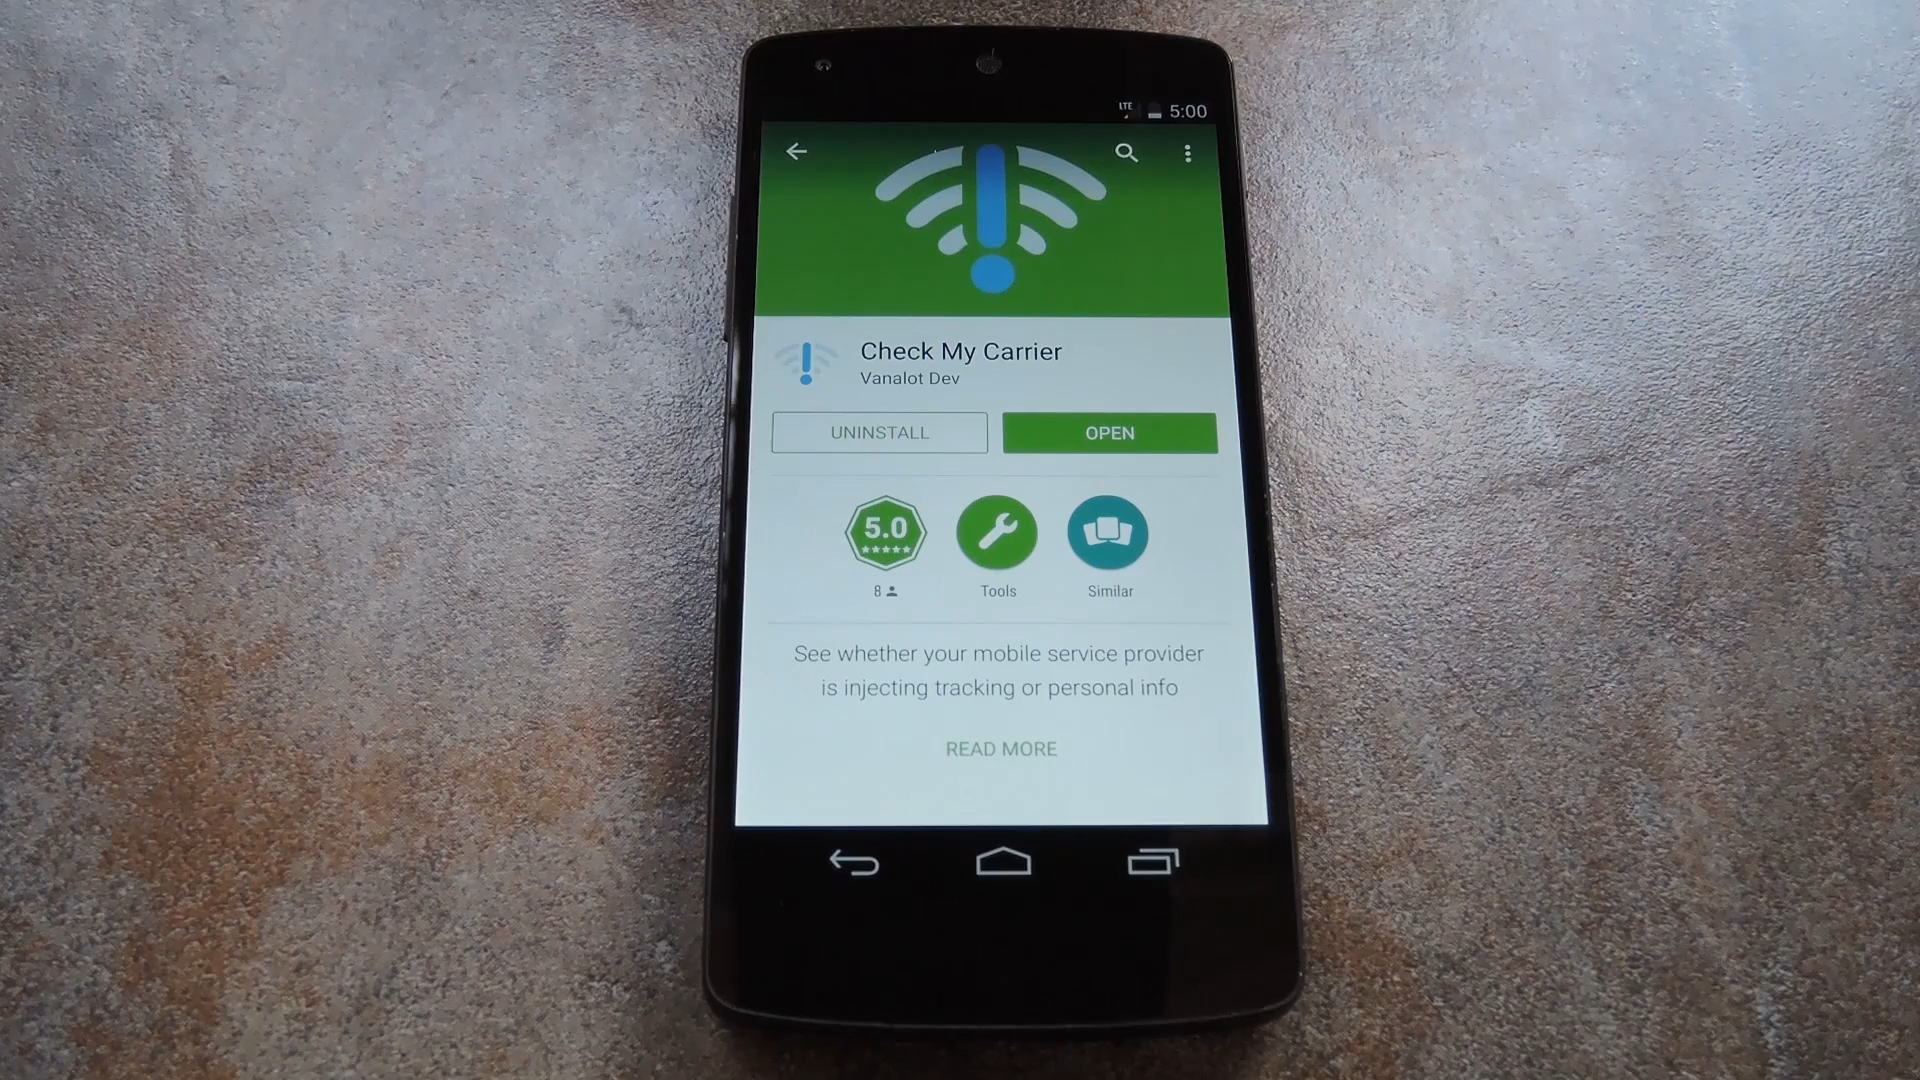 LTE 5:00
Check My Carrier
Vanalot Dev
UNINSTALL OPEN
5.0
8 Tools Similar
See whether your mobile service provider
is injecting tracking or personal info
READ MORE